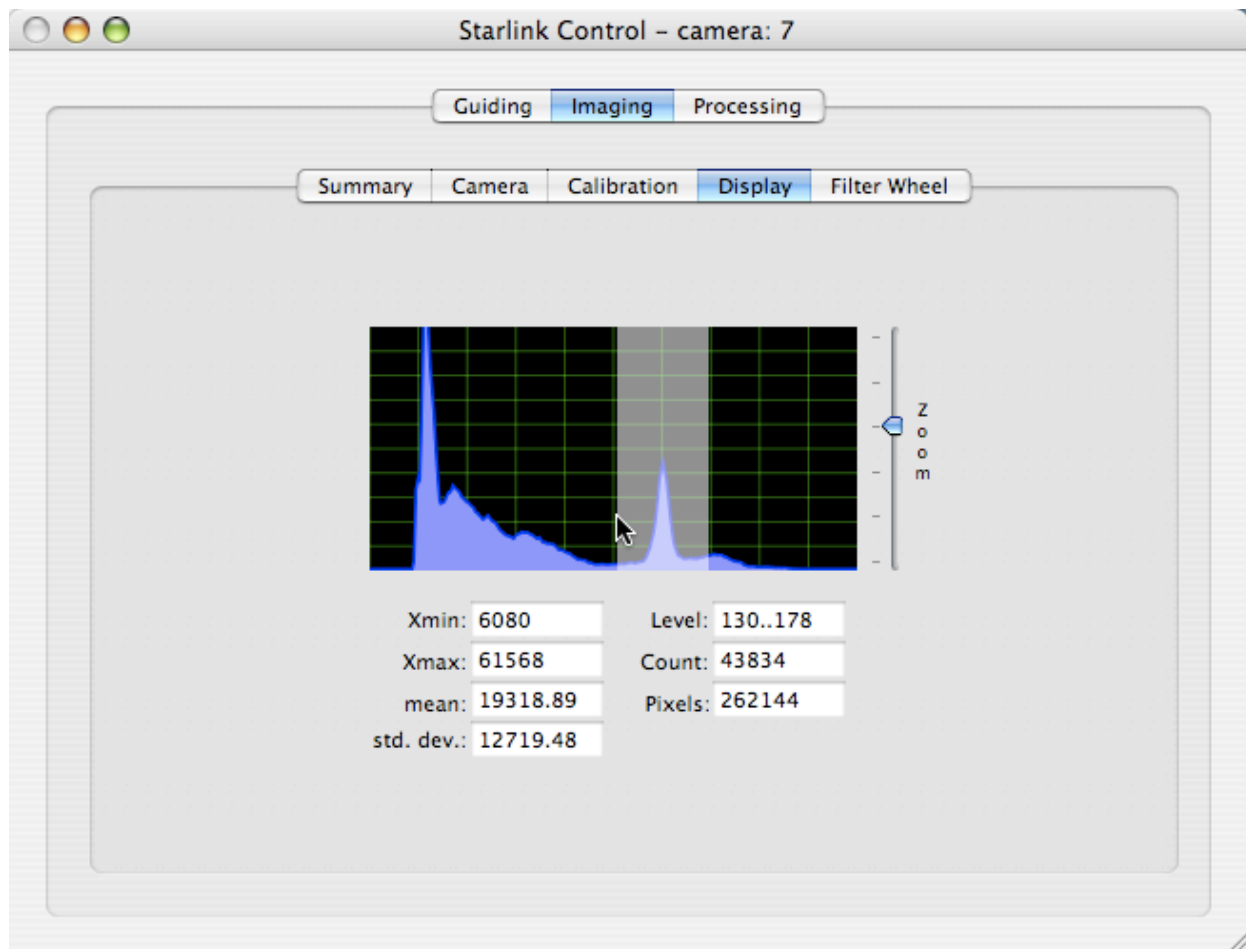 Starlink Control – camera: 7
Guiding Imaging Processing
Summary Camera Calibration Display Filter Wheel
Zoom
Xmin: 6080 Level: 130..178
Xmax: 61568 Count: 43834
mean: 19318.89 Pixels: 262144
std. dev.: 12719.48